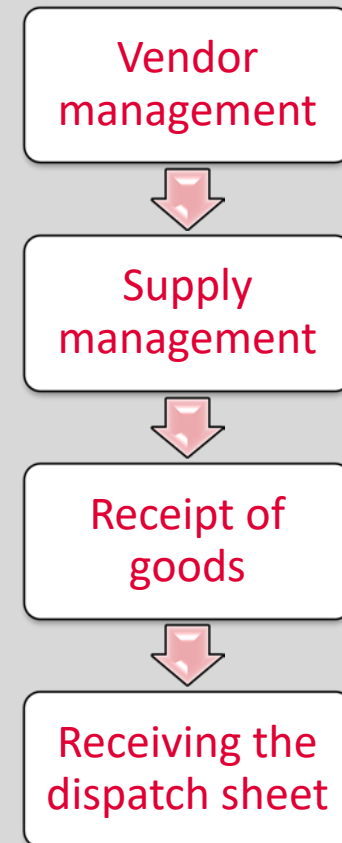 Vendor
management
Supply
management
Receipt of
goods
Receiving the
dispatch sheet